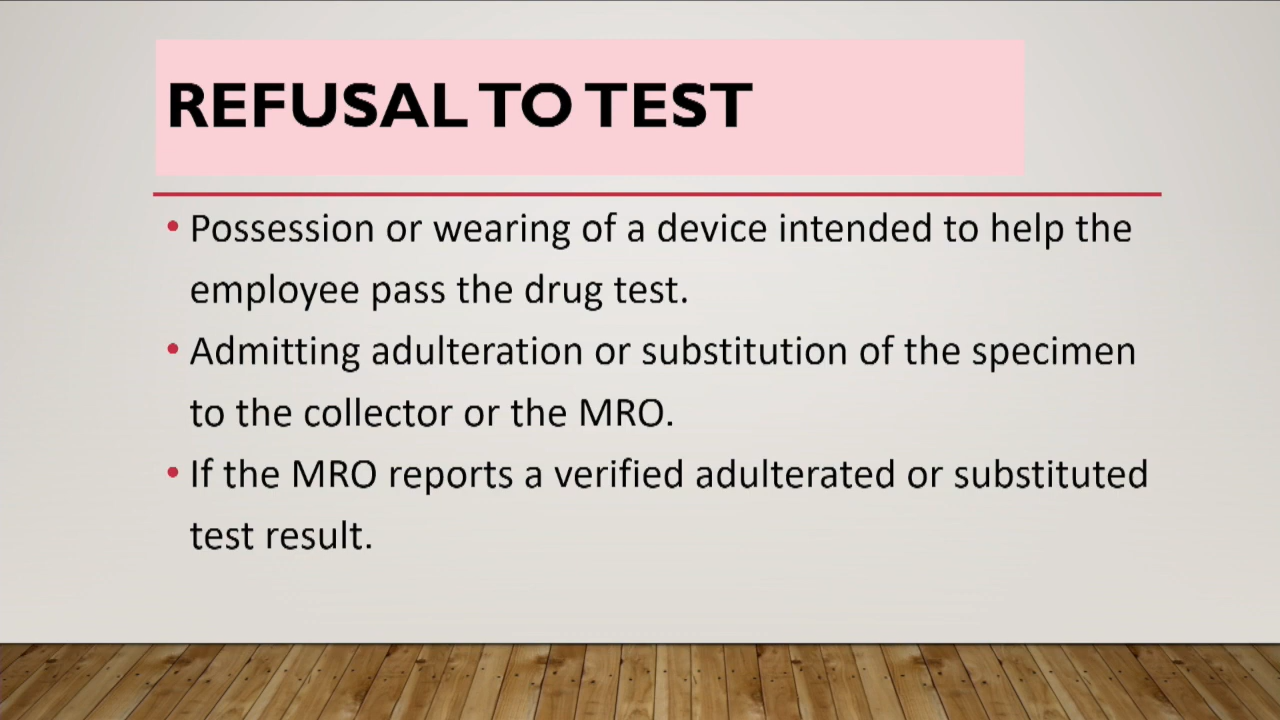 REFUSAL TO TEST
• Possession or wearing of a device intended to help the
employee pass the drug test.
• Admitting adulteration or substitution of the specimen
to the collector or the MRO.
• If the MRO reports a verified adulterated or substituted
test result.